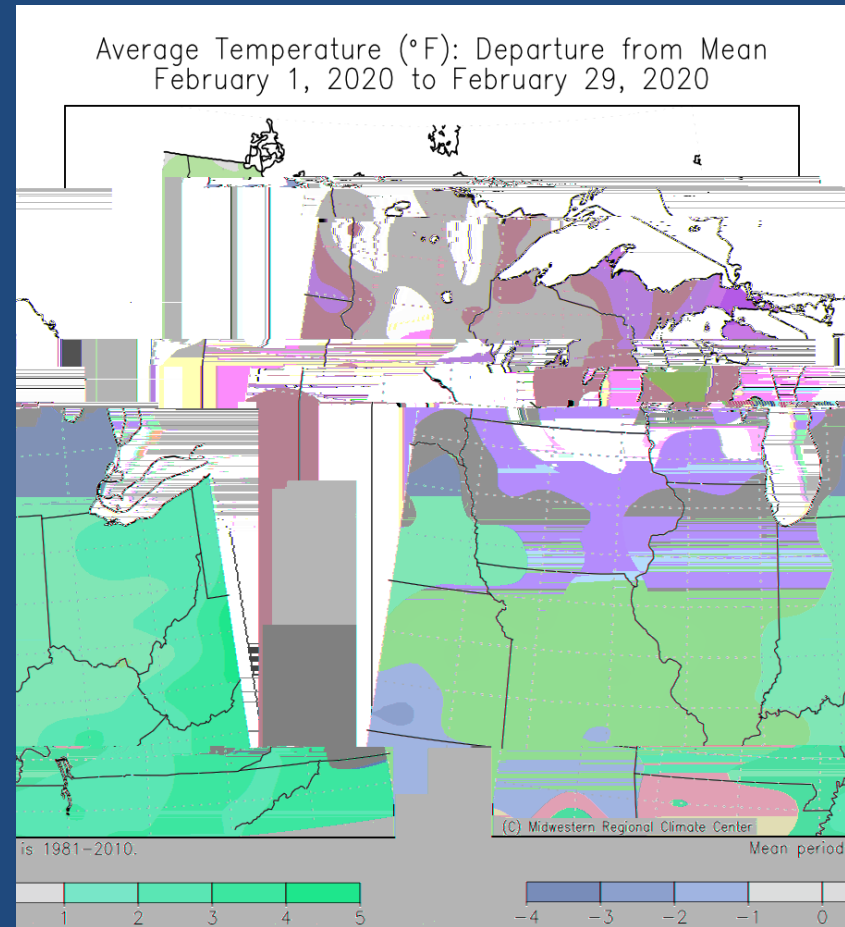 Average Temperature (°F): Departure from Mean
February 1, 2020 to February 29, 2020
(C) Midwestern Regional Climate Center
is 1981-2010.
Mean period
1 2 3 4 5
-4 -3 -2 -1 0